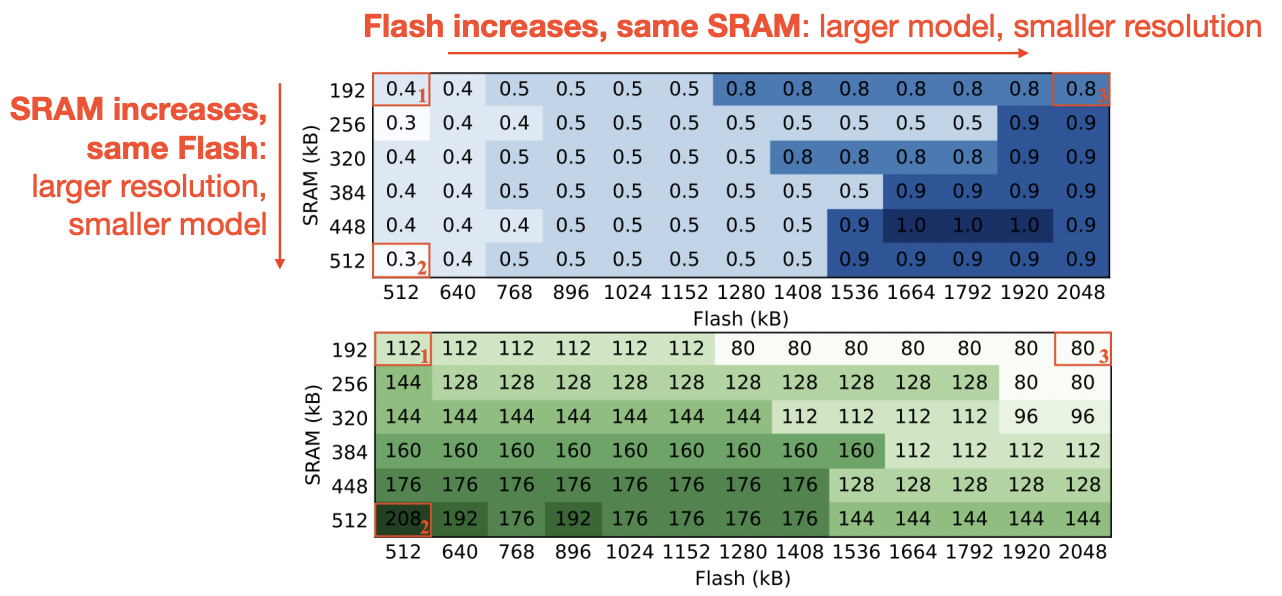 Flash increases, same SRAM: larger model, smaller resolution
SRAM increases,
same Flash:
larger resolution,
smaller model
SRAM (kB)
192 0.4 1 0.4 0.5 0.5 0.5 0.5 0.8 0.8 0.8 0.8 0.8 0.8 0.8 3
256 0.3 0.4 0.4 0.5 0.5 0.5 0.5 0.5 0.5 0.5 0.5 0.9 0.9
320 0.4 0.4 0.5 0.5 0.5 0.5 0.5 0.8 0.8 0.8 0.8 0.9 0.9
384 0.4 0.4 0.5 0.5 0.5 0.5 0.5 0.5 0.5 0.9 0.9 0.9 0.9
448 0.4 0.4 0.4 0.5 0.5 0.5 0.5 0.5 0.9 1.0 1.0 1.0 0.9
512 0.3 2 0.4 0.5 0.5 0.5 0.5 0.5 0.5 0.9 0.9 0.9 0.9 0.9
512 640 768 896 1024 1152 1280 1408 1536 1664 1792 1920 2048
Flash (kB)
SRAM (kB)
192 112 1 112 112 112 112 112 80 80 80 80 80 80 80 3
256 144 128 128 128 128 128 128 128 128 128 128 80 80
320 144 144 144 144 144 144 144 112 112 112 112 96 96
384 160 160 160 160 160 160 160 160 160 112 112 112 112
448 176 176 176 176 176 176 176 176 128 128 128 128 128
512 208 2 192 176 192 176 176 176 176 144 144 144 144 144
512 640 768 896 1024 1152 1280 1408 1536 1664 1792 1920 2048
Flash (kB)